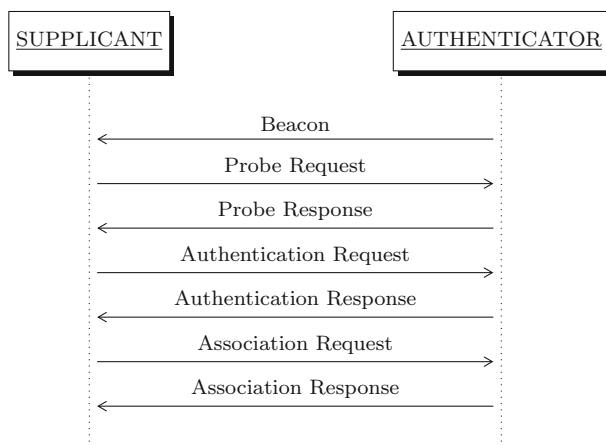 SUPPLICANT
AUTHENTICATOR
Beacon
Probe Request
Probe Response
Authentication Request
Authentication Response
Association Request
Association Response